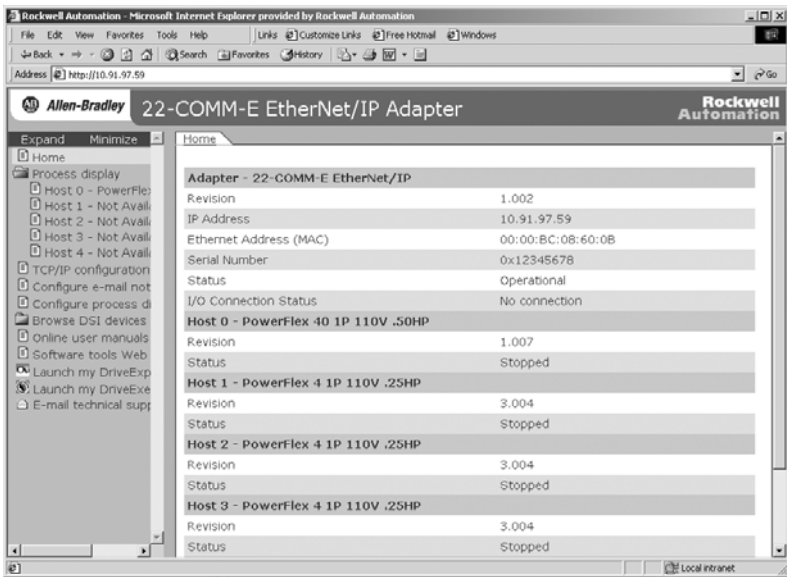 Rockwell Automation - Microsoft Internet Explorer provided by Rockwell Automation
File Edit View Favorites Tools Help Links Customize Links Free Hotmail Windows
Back Search Favorites History
Address http://10.91.97.59 Go
AB Allen-Bradley 22-COMM-E EtherNet/IP Adapter Rockwell Automation
Expand Minimize
Home
Process display
Host 0 - PowerFle
Host 1 - Not Avail
Host 2 - Not Avail
Host 3 - Not Avail
Host 4 - Not Avail
TCP/IP configuration
Configure e-mail not
Configure process di
Browse DSI devices
Online user manuals
Software tools Web
Launch my DriveExp
Launch my DriveExe
E-mail technical supp
Home
Adapter - 22-COMM-E EtherNet/IP
Revision 1.002
IP Address 10.91.97.59
Ethernet Address (MAC) 00:00:BC:08:60:0B
Serial Number 0x12345678
Status Operational
I/O Connection Status No connection
Host 0 - PowerFlex 40 1P 110V .50HP
Revision 1.007
Status Stopped
Host 1 - PowerFlex 4 1P 110V .25HP
Revision 3.004
Status Stopped
Host 2 - PowerFlex 4 1P 110V .25HP
Revision 3.004
Status Stopped
Host 3 - PowerFlex 4 1P 110V .25HP
Revision 3.004
Status Stopped
Local intranet